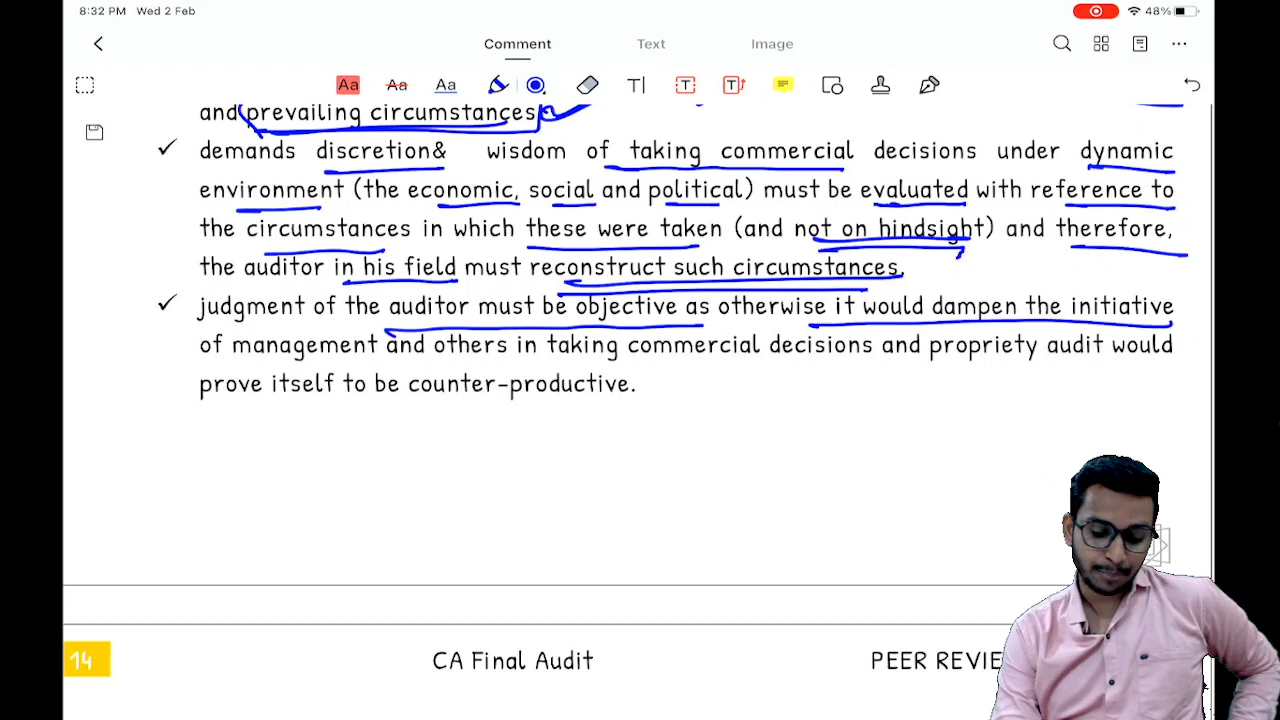 8:32 PM Wed 2 Feb 48%
Comment Text Image
Aa Aa Aa T T T
and prevailing circumstances
✓ demands discretion& wisdom of taking commercial decisions under dynamic
environment (the economic, social and political) must be evaluated with reference to
the circumstances in which these were taken (and not on hindsight) and therefore,
the auditor in his field must reconstruct such circumstances.
✓ judgment of the auditor must be objective as otherwise it would dampen the initiative
of management and others in taking commercial decisions and propriety audit would
prove itself to be counter-productive.
14 CA Final Audit PEER